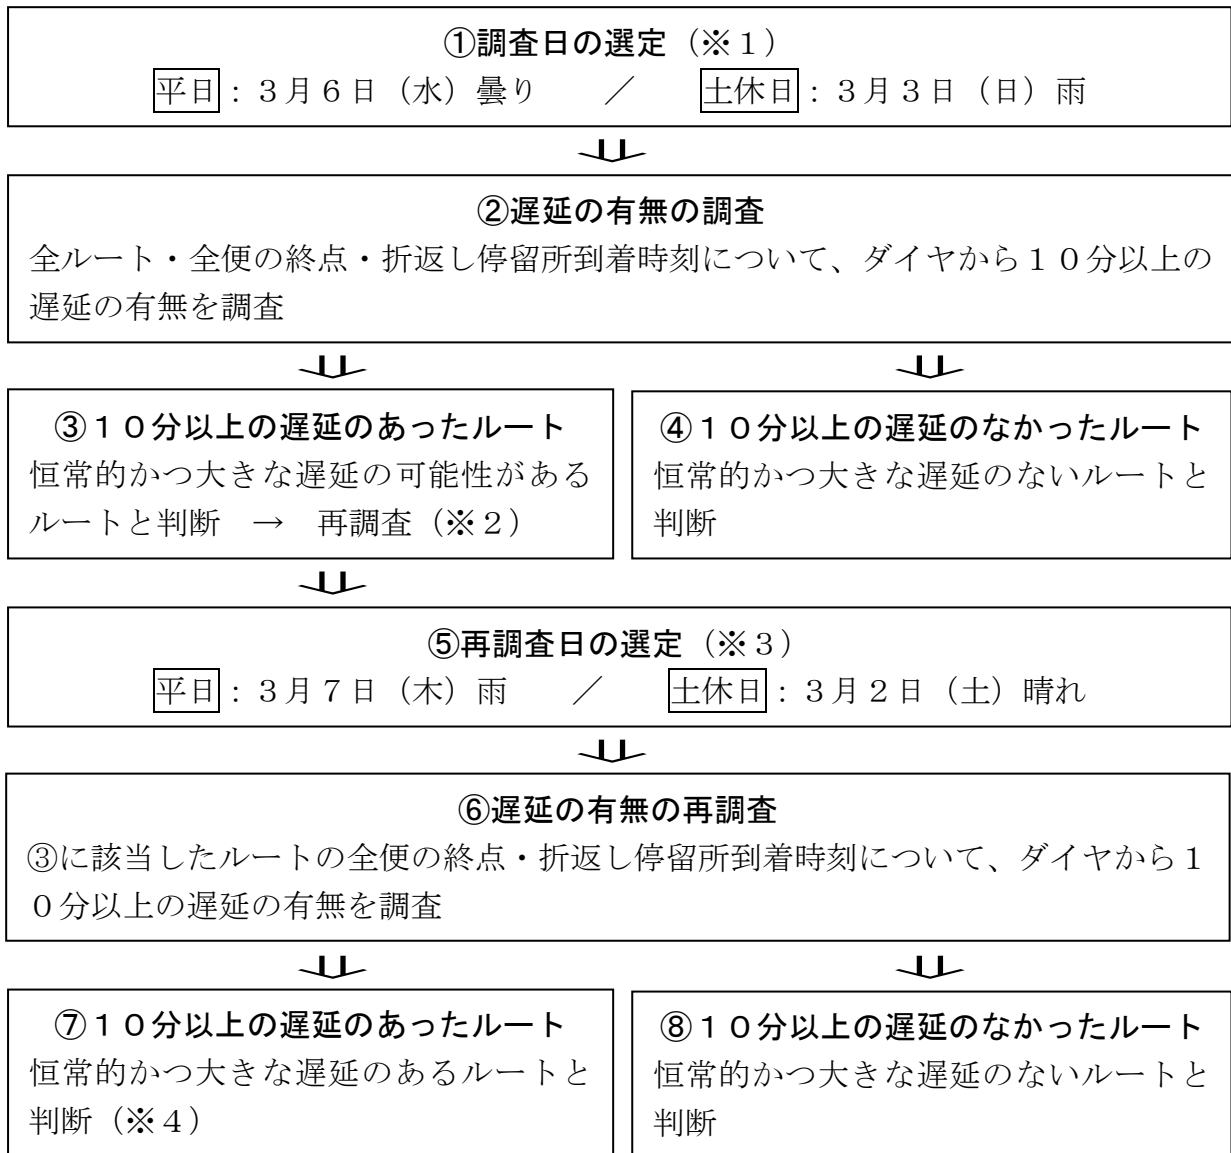 ①調査日の選定（※１）
平日：３月６日（水）曇り　／　土休日：３月３日（日）雨
②遅延の有無の調査
全ルート・全便の終点・折返し停留所到着時刻について、ダイヤから１０分以上の
遅延の有無を調査
③１０分以上の遅延のあったルート
恒常的かつ大きな遅延の可能性がある
ルートと判断　→　再調査（※２）
④１０分以上の遅延のなかったルート
恒常的かつ大きな遅延のないルートと
判断
⑤再調査日の選定（※３）
平日：３月７日（木）雨　／　土休日：３月２日（土）晴れ
⑥遅延の有無の再調査
③に該当したルートの全便の終点・折返し停留所到着時刻について、ダイヤから１
０分以上の遅延の有無を調査
⑦１０分以上の遅延のあったルート
恒常的かつ大きな遅延のあるルートと
判断（※４）
⑧１０分以上の遅延のなかったルート
恒常的かつ大きな遅延のないルートと
判断